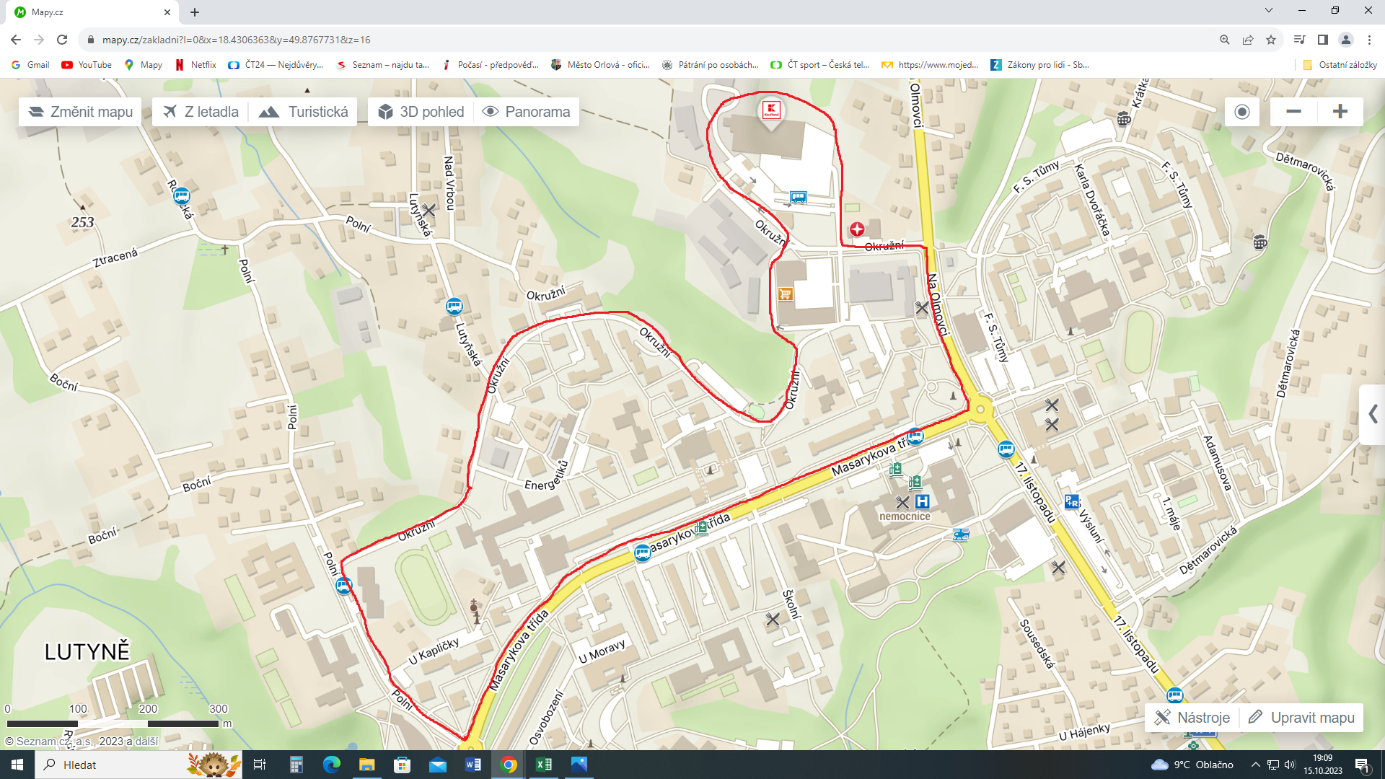 Mapy.cz
mapy.cz/zakladni?l=0&x=18.4306363&y=49.8767731&z=16
Gmail
YouTube
Mapy
Netflix
ČT24 — Nejdůvěry...
Seznam – najdu ta...
Počasí - předpověď...
Město Orlová - ofici...
Pátrání po osobách...
ČT sport – Česká tel...
https://www.mojed...
Zákony pro lidi - Sb...
Ostatní záložky
Změnit mapu
Z letadla
Turistická
3D pohled
Panorama
Olmovci
Krátká
Nad Vrbou
Lutyňská
253
Polní
Ztracená
Polní
F. S. Tůmy
F. S. Tůmy
Karla Dvořáčka
Dětmarovická
Okružní
Okružní
Na Olmovci
F. S. Tůmy
Okružní
Okružní
Lutyňská
Okružní
Okružní
Dětmarovická
Boční
Polní
Boční
Boční
Energetiků
Masarykova tř
nemocnice
17. listopadu
Výsluní
P+R
H
1. máje
Adamusova
Dětmarovická
Okružní
Polní
Masarykova třída
Školní
LUTYNĚ
U Kapličky
Masarykova třída
U Moravy
Osvobození
Polní
Sousedská
17. listopadu
U Hájenky
0 100 200 300
m
© Seznam.cz, a.s., 2023 a další
Nástroje
Upravit mapu
Hledat
9°C Oblačno
19:09
15.10.2023
1